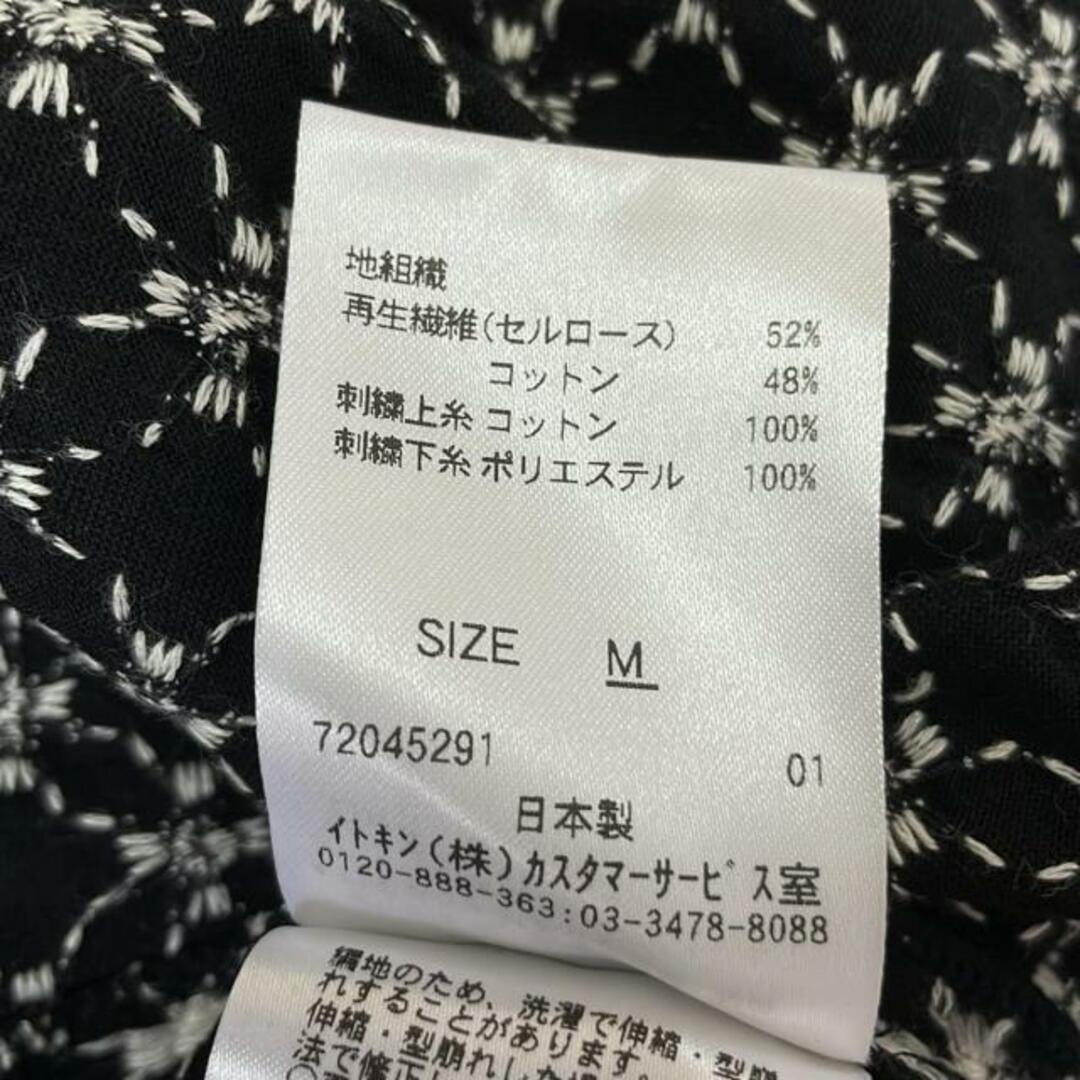 地組織
再生繊維(セルロース) 52%
コットン 48%
刺繍上糸 コットン 100%
刺繍下糸 ポリエステル 100%
SIZE M
72045291 01
日本製
イトキン(株)カスタマーサービス室
0120-888-363:03-3478-8088
編地のため、洗濯で伸縮・型崩
れすることがあります。
伸縮・型崩れした場
法で修正し